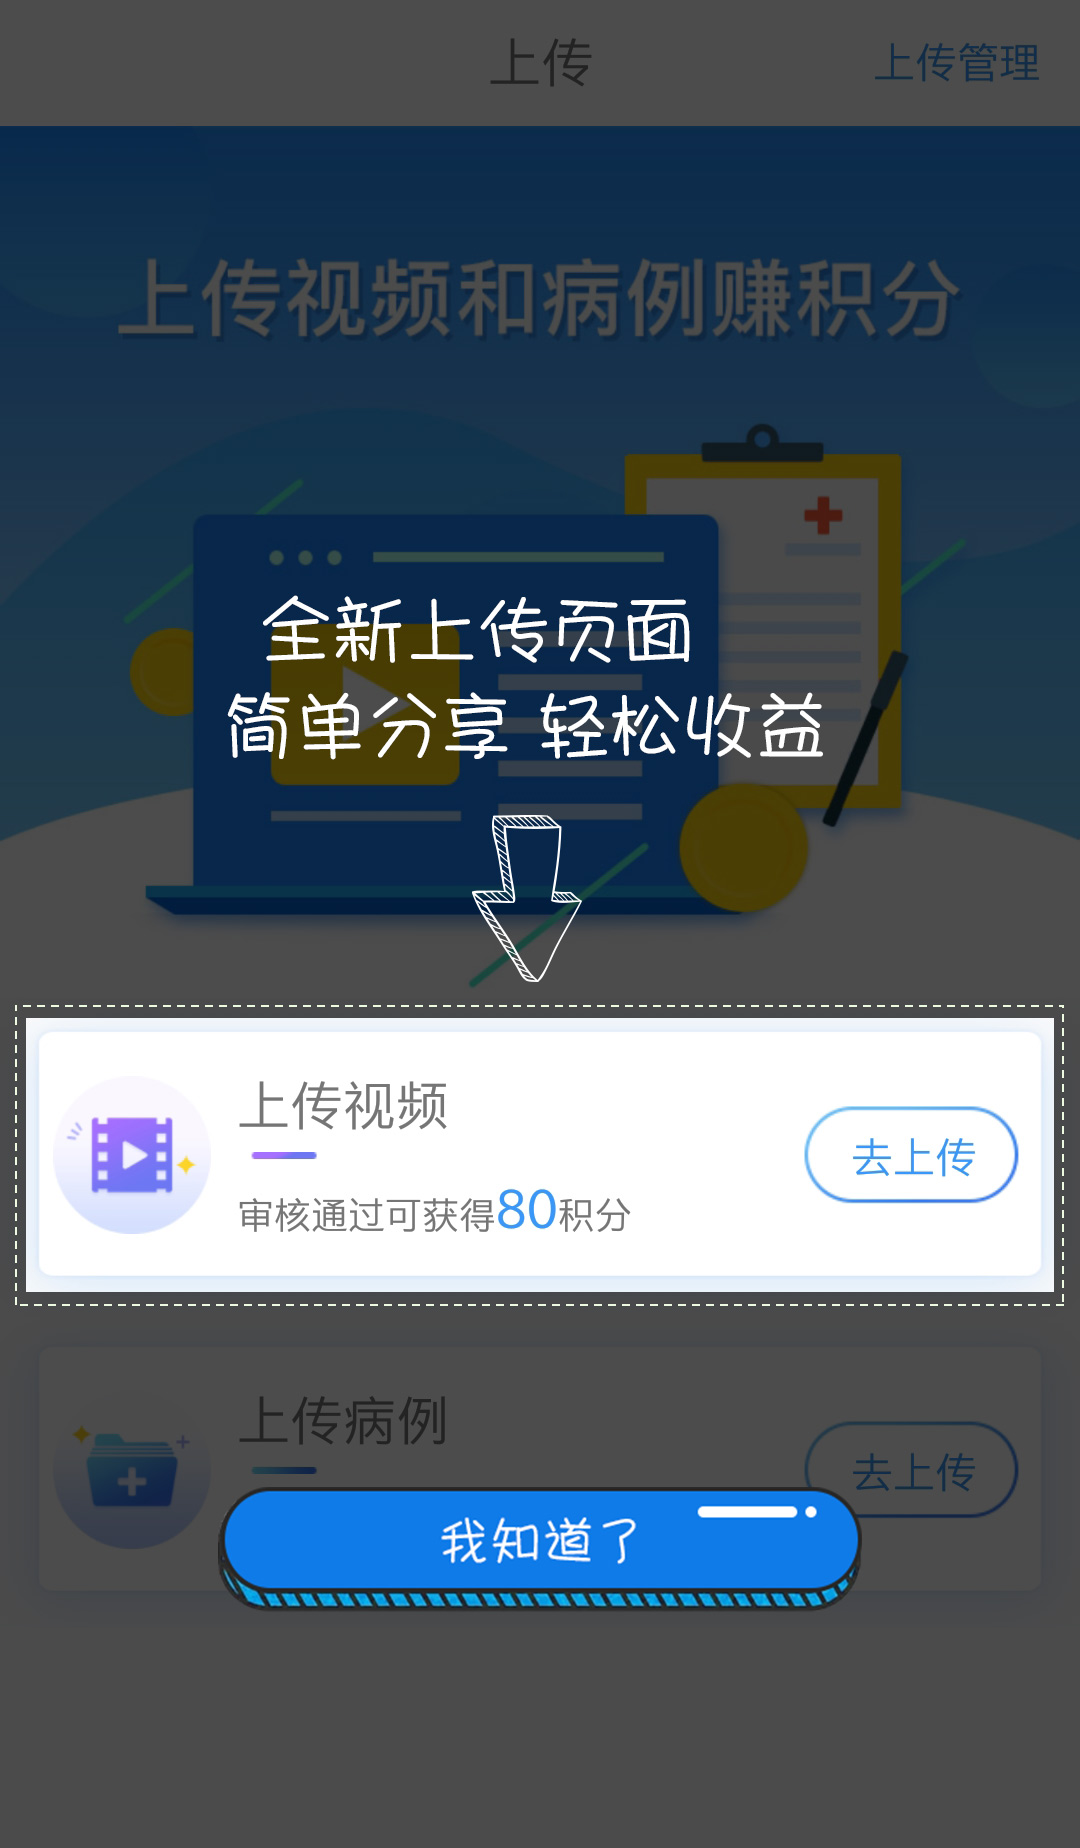 上传
上传管理
上传视频和病例赚积分
全新上传页面
简单分享 轻松收益
上传视频
审核通过可获得80积分
去上传
上传病例
去上传
我知道了